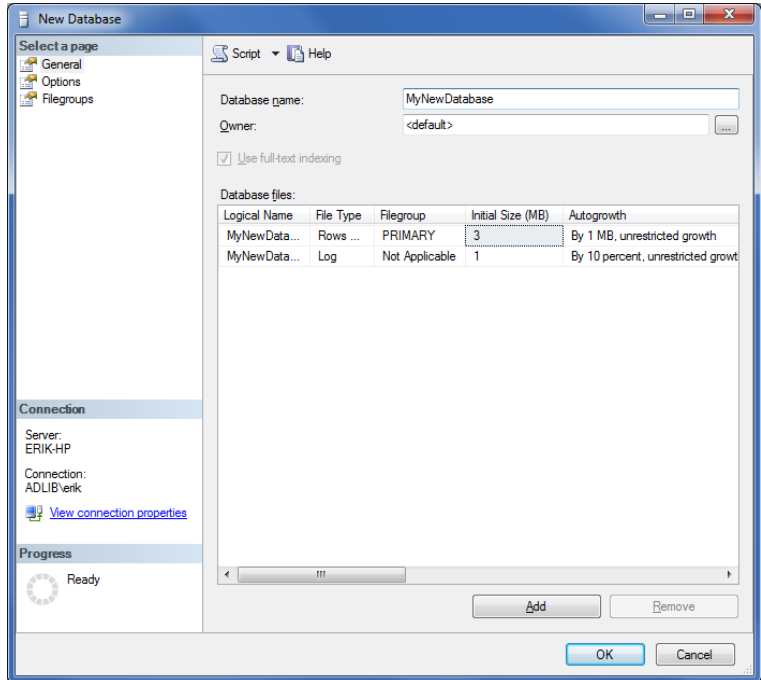 New Database
Select a page
General
Options
Filegroups
Script Help
Database name: MyNewDatabase
Owner: <default> ...
Use full-text indexing
Database files:
Logical Name File Type Filegroup Initial Size (MB) Autogrowth
MyNewData... Rows ... PRIMARY 3 By 1 MB, unrestricted growth
MyNewData... Log Not Applicable 1 By 10 percent, unrestricted growt
Connection
Server:
ERIK-HP
Connection:
ADLIB\erik
View connection properties
Progress
Ready
Add Remove
OK Cancel